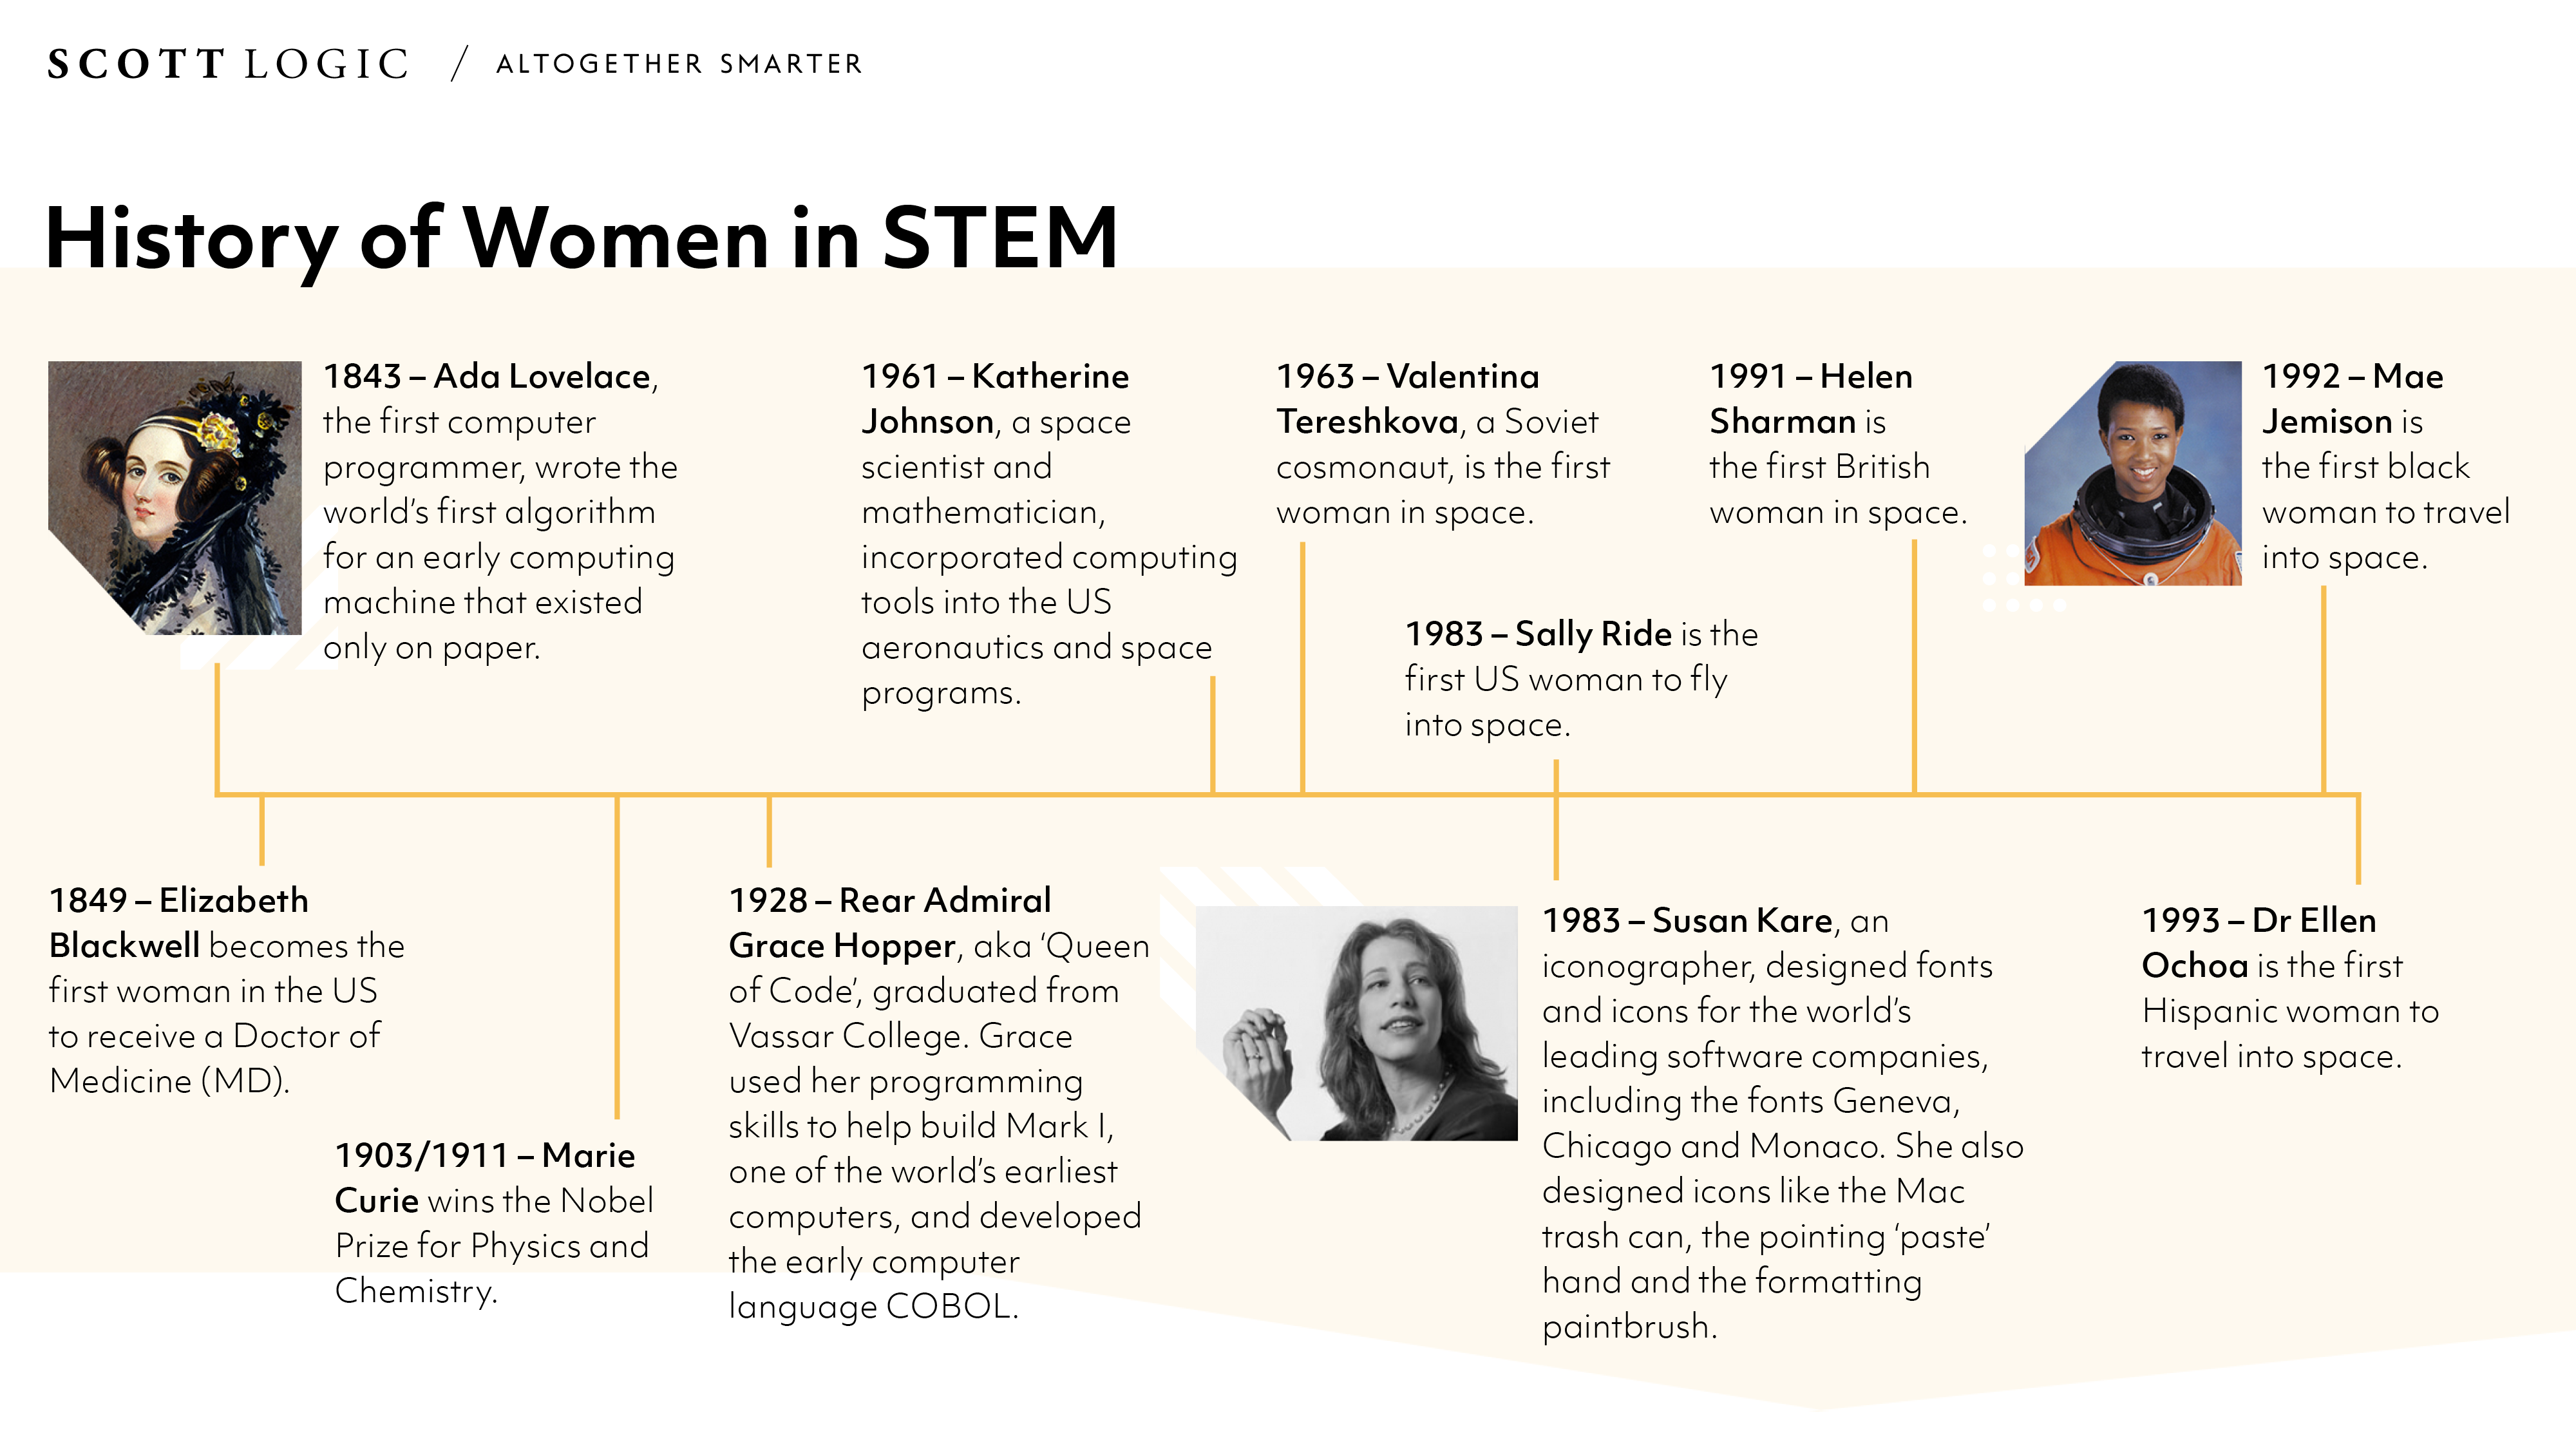 SCOTT LOGIC / ALTOGETHER SMARTER
History of Women in STEM
1843 – Ada Lovelace,
the first computer
programmer, wrote the
world's first algorithm
for an early computing
machine that existed
only on paper.
1961 – Katherine
Johnson, a space
scientist and
mathematician,
incorporated computing
tools into the US
aeronautics and space
programs.
1963 – Valentina
Tereshkova, a Soviet
cosmonaut, is the first
woman in space.
1983 – Sally Ride is the
first US woman to fly
into space.
1991 – Helen
Sharman is
the first British
woman in space.
1992 – Mae
Jemison is
the first black
woman to travel
into space.
1849 – Elizabeth
Blackwell becomes the
first woman in the US
to receive a Doctor of
Medicine (MD).
1903/1911 – Marie
Curie wins the Nobel
Prize for Physics and
Chemistry.
1928 – Rear Admiral
Grace Hopper, aka ‘Queen
of Code’, graduated from
Vassar College. Grace
used her programming
skills to help build Mark I,
one of the world’s earliest
computers, and developed
the early computer
language COBOL.
1983 – Susan Kare, an
iconographer, designed fonts
and icons for the world’s
leading software companies,
including the fonts Geneva,
Chicago and Monaco. She also
designed icons like the Mac
trash can, the pointing ‘paste’
hand and the formatting
paintbrush.
1993 – Dr Ellen
Ochoa is the first
Hispanic woman to
travel into space.